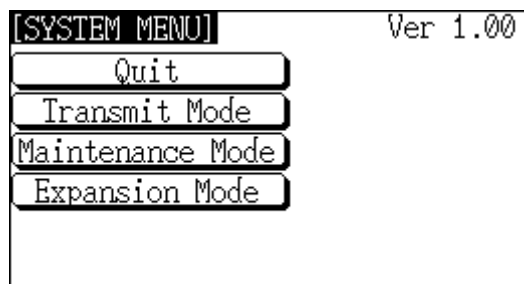 [SYSTEM MENU] Ver 1.00
Quit
Transmit Mode
Maintenance Mode
Expansion Mode